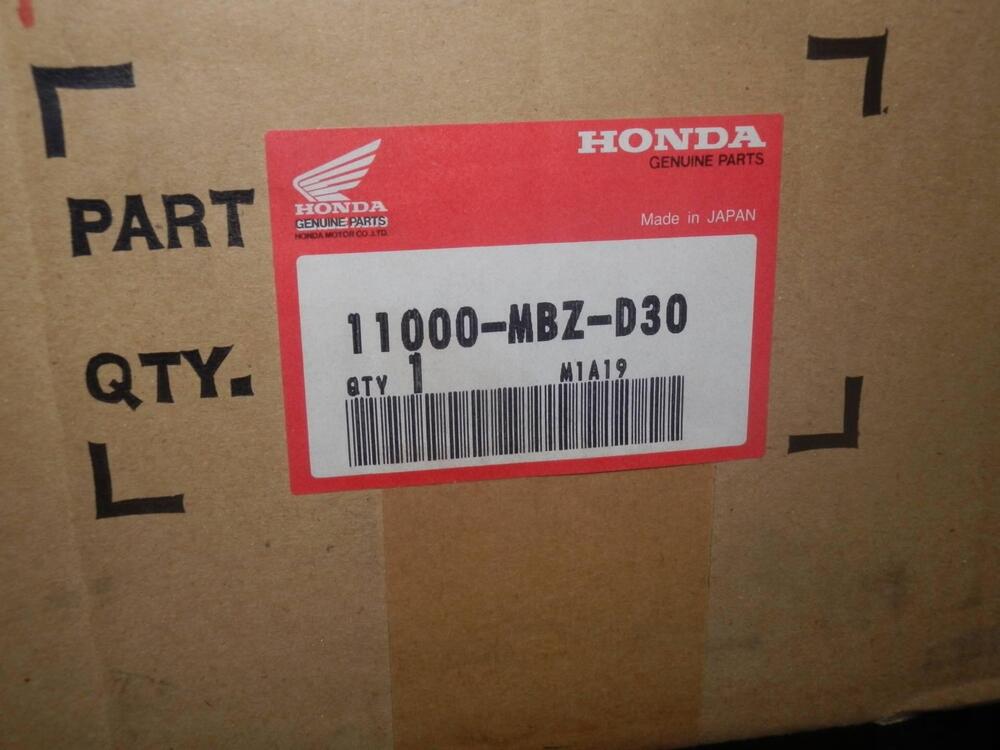 HONDA
GENUINE PARTS
HONDA
GENUINE PARTS
HONDA MOTOR CO.,LTD.
Made in JAPAN
PART
11000-MBZ-D30
QTY.
QTY 1
M1A19